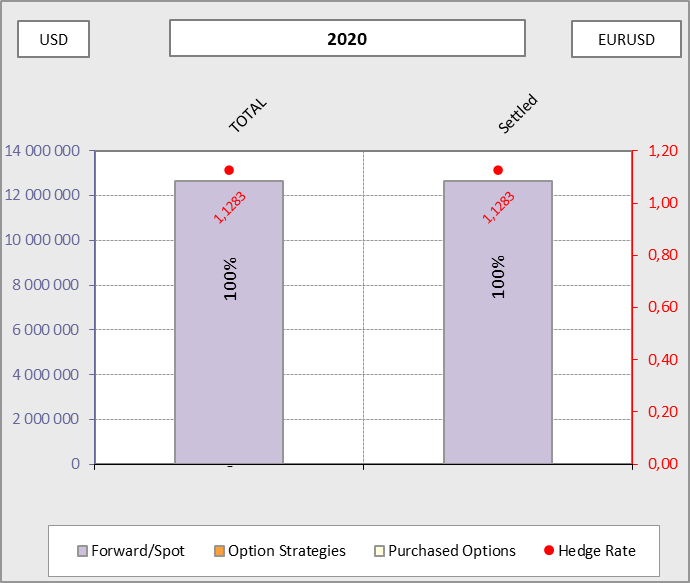 USD
2020
EURUSD
TOTAL
Settled
14 000 000
12 000 000
10 000 000
8 000 000
6 000 000
4 000 000
2 000 000
0
1,20
1,00
0,80
0,60
0,40
0,20
0,00
1,1283
1,1283
100%
100%
-
Forward/Spot
Option Strategies
Purchased Options
Hedge Rate